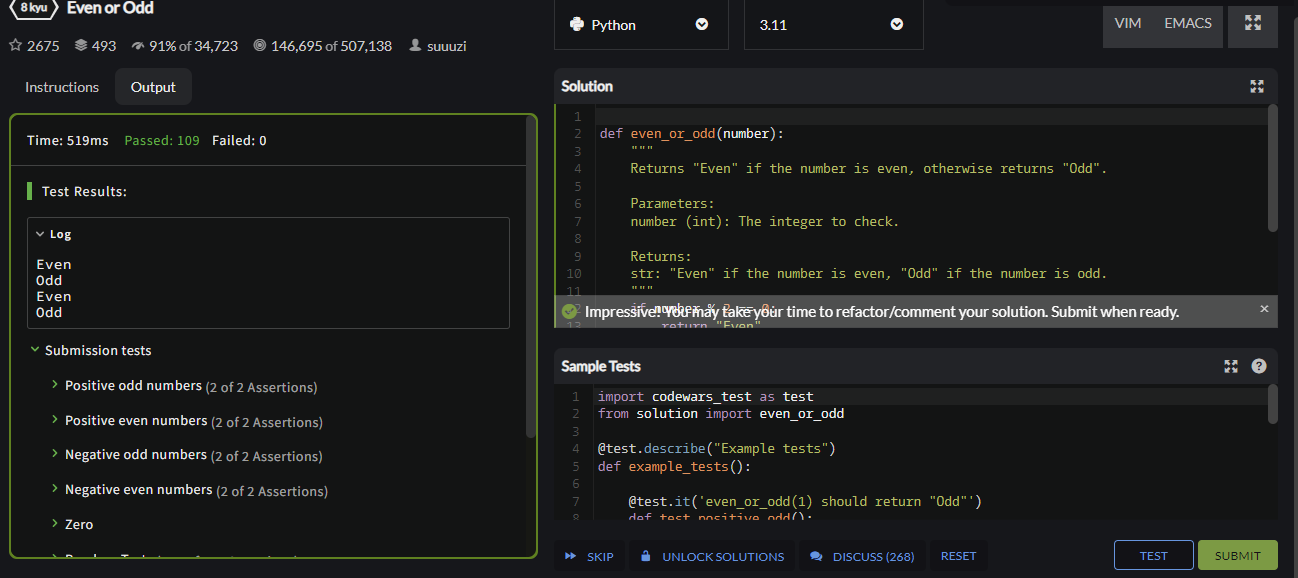 8 kyu Even or Odd
2675 493 91% of 34,723 146,695 of 507,138 suuuzi
Instructions Output
Time: 519ms Passed: 109 Failed: 0
Test Results:
Log
Even
Odd
Even
Odd
Submission tests
Positive odd numbers (2 of 2 Assertions)
Positive even numbers (2 of 2 Assertions)
Negative odd numbers (2 of 2 Assertions)
Negative even numbers (2 of 2 Assertions)
Zero
Python 3.11 VIM EMACS
Solution
1
2 def even_or_odd(number):
3 """
4 Returns "Even" if the number is even, otherwise returns "Odd".
5
6 Parameters:
7 number (int): The integer to check.
8
9 Returns:
10 str: "Even" if the number is even, "Odd" if the number is odd.
11 """
12 if number % 2 == 0:
Impressive! You may take your time to refactor/comment your solution. Submit when ready. ×
13 return "Even"
Sample Tests ?
1 import codewars_test as test
2 from solution import even_or_odd
3
4 @test.describe("Example tests")
5 def example_tests():
6
7 @test.it('even_or_odd(1) should return "Odd"')
8 def test_positive_odd():
SKIP UNLOCK SOLUTIONS DISCUSS (268) RESET TEST SUBMIT